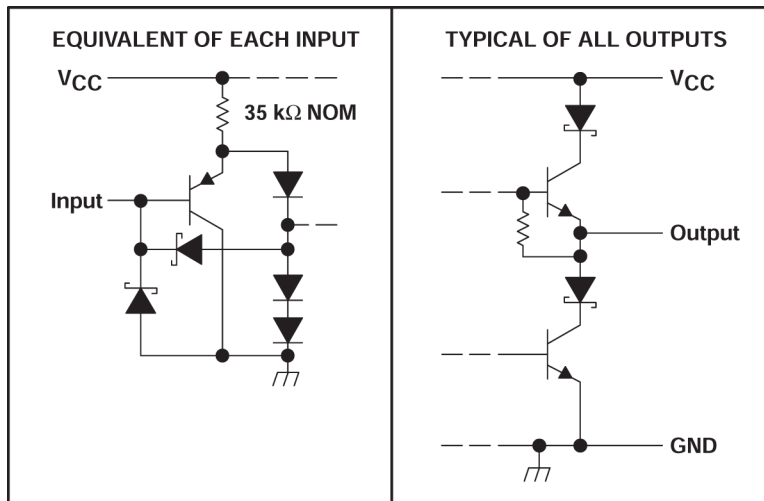 EQUIVALENT OF EACH INPUT
VCC
35 kΩ NOM
Input
TYPICAL OF ALL OUTPUTS
VCC
Output
GND